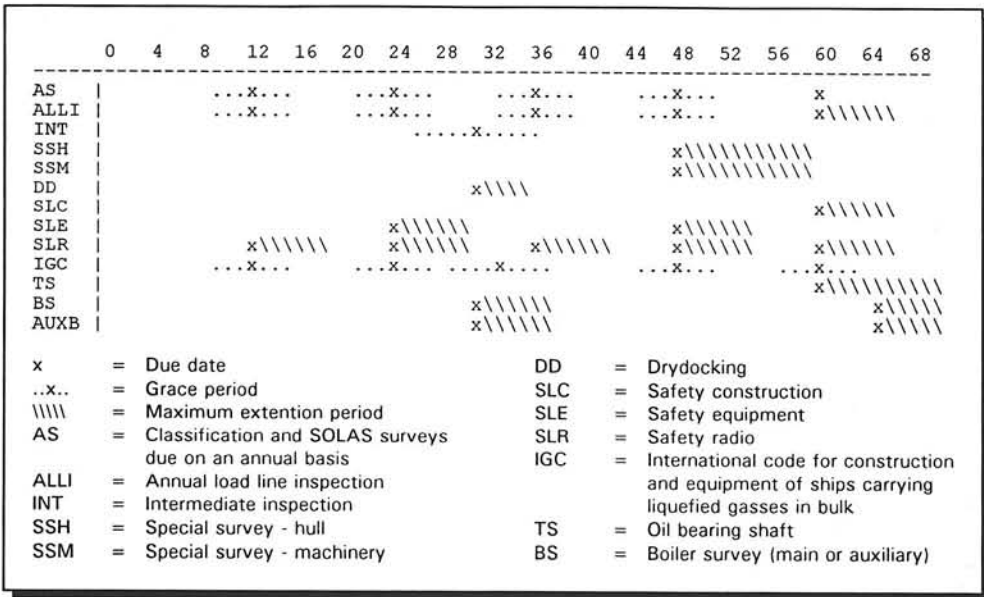 0 4 8 12 16 20 24 28 32 36 40 44 48 52 56 60 64 68
-----------------------------------------------------------------------------
AS | ...x... ...x... ...x... ...x... x
ALLI | ...x... ...x... ...x... ...x... x\\\\\\
INT | .....x.....
SSH | x\\\\\\\\\\\
SSM | x\\\\\\\\\\\
DD | x\\\\
SLC | x\\\\\\
SLE | x\\\\\\ x\\\\\\
SLR | x\\\\\\ x\\\\\\ x\\\\\\ x\\\\\\ x\\\\\\
IGC | ...x... ...x... ....x.... ...x... ...x...
TS | x\\\\\\\\\\
BS | x\\\\\\ x\\\\\
AUXB | x\\\\\\ x\\\\\
x = Due date
..x.. = Grace period
\\\\\ = Maximum extention period
AS = Classification and SOLAS surveys
due on an annual basis
ALLI = Annual load line inspection
INT = Intermediate inspection
SSH = Special survey - hull
SSM = Special survey - machinery
DD = Drydocking
SLC = Safety construction
SLE = Safety equipment
SLR = Safety radio
IGC = International code for construction
and equipment of ships carrying
liquefied gasses in bulk
TS = Oil bearing shaft
BS = Boiler survey (main or auxiliary)